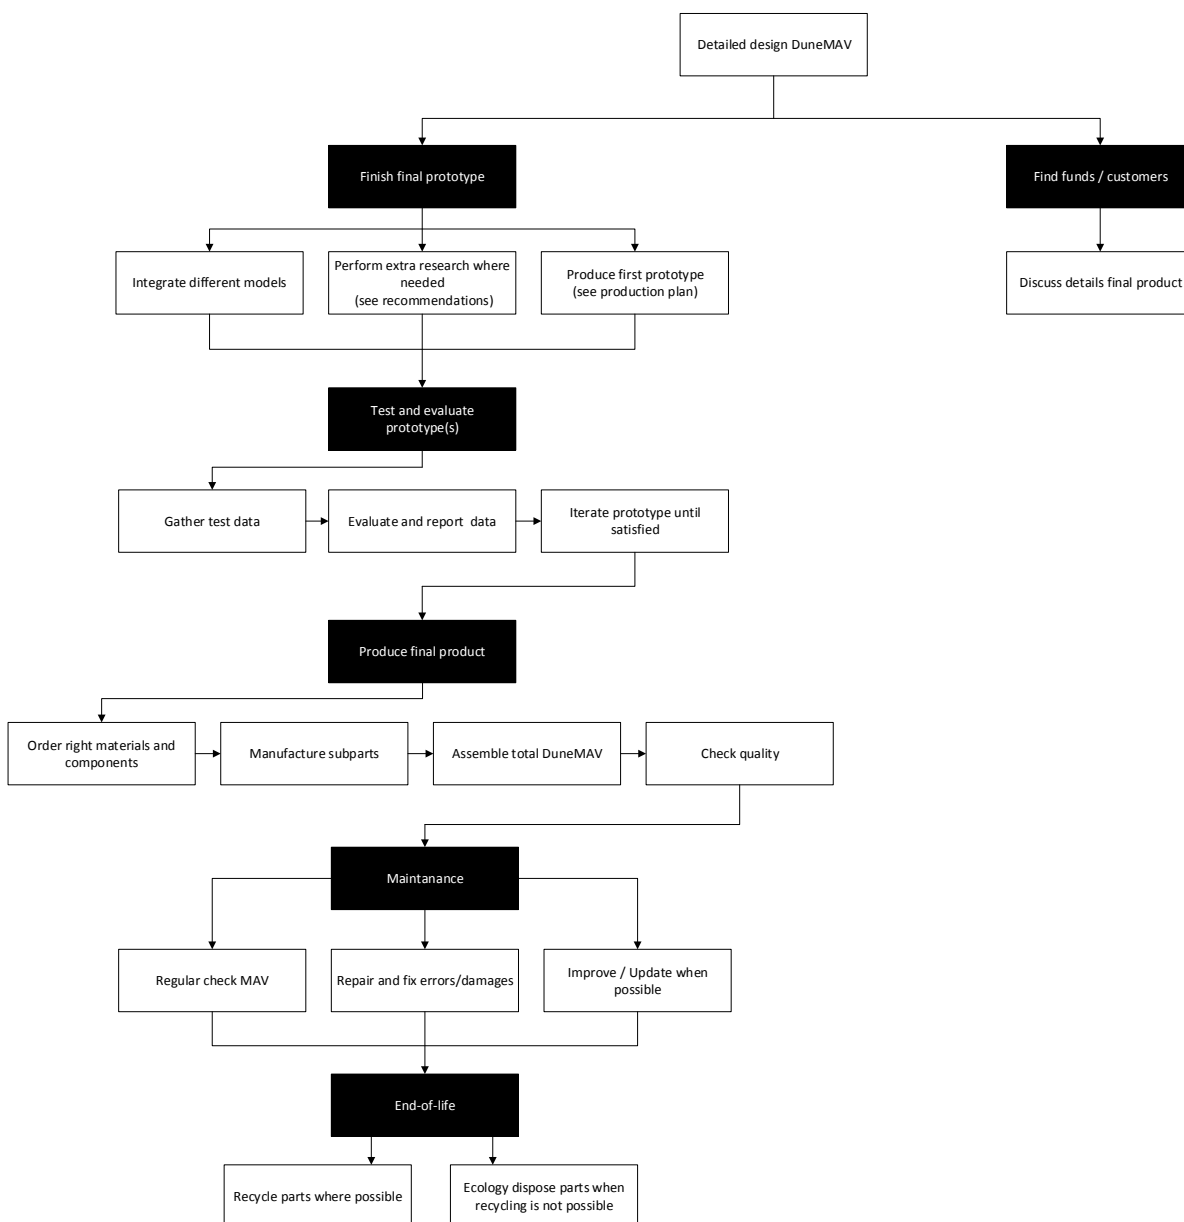 Detailed design DuneMAV
Finish final prototype
Find funds / customers
Integrate different models
Perform extra research where
needed
(see recommendations)
Produce first prototype
(see production plan)
Discuss details final product
Test and evaluate
prototype(s)
Gather test data
Evaluate and report  data
Iterate prototype until
satisfied
Produce final product
Order right materials and
components
Manufacture subparts
Assemble total DuneMAV
Check quality
Maintanance
Regular check MAV
Repair and fix errors/damages
Improve / Update when
possible
End-of-life
Recycle parts where possible
Ecology dispose parts when
recycling is not possible